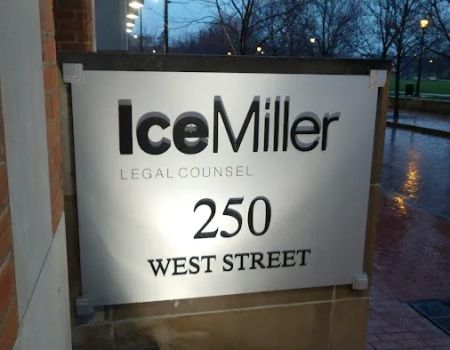 IceMiller
LEGAL COUNSEL
250
WEST STREET